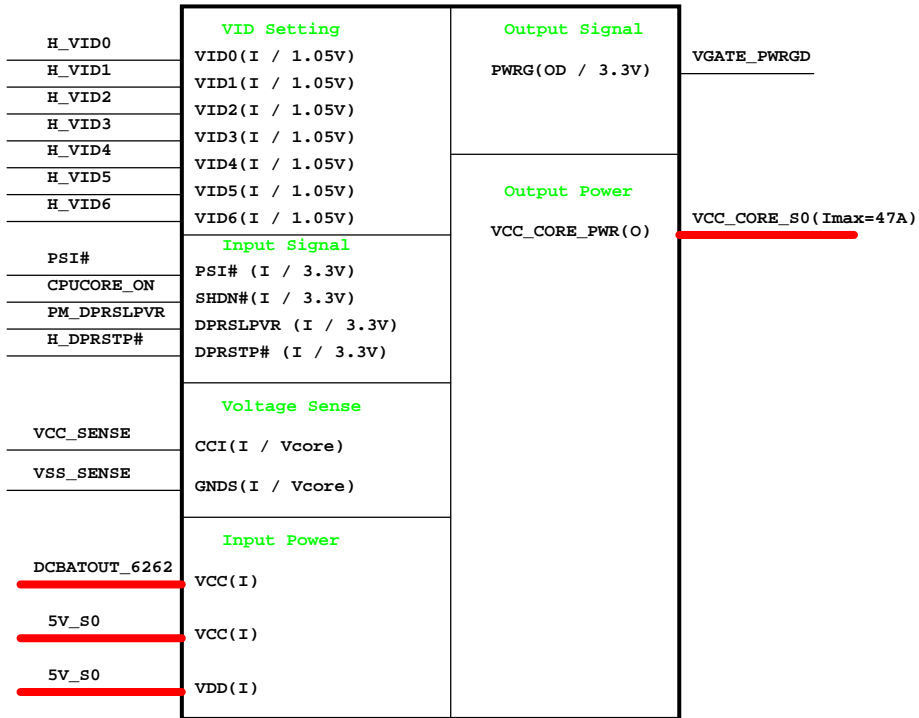 VID Setting
H_VID0
VID0(I / 1.05V)
H_VID1
VID1(I / 1.05V)
H_VID2
VID2(I / 1.05V)
H_VID3
VID3(I / 1.05V)
H_VID4
VID4(I / 1.05V)
H_VID5
VID5(I / 1.05V)
H_VID6
VID6(I / 1.05V)
Input Signal
PSI#
PSI# (I / 3.3V)
CPUCORE_ON
SHDN#(I / 3.3V)
PM_DPRSLPVR
DPRSLPVR (I / 3.3V)
H_DPRSTP#
DPRSTP# (I / 3.3V)
Voltage Sense
VCC_SENSE
CCI(I / Vcore)
VSS_SENSE
GNDS(I / Vcore)
Input Power
DCBATOUT_6262
VCC(I)
5V_S0
VCC(I)
5V_S0
VDD(I)
Output Signal
PWRG(OD / 3.3V)
VGATE_PWRGD
Output Power
VCC_CORE_PWR(O)
VCC_CORE_S0(Imax=47A)